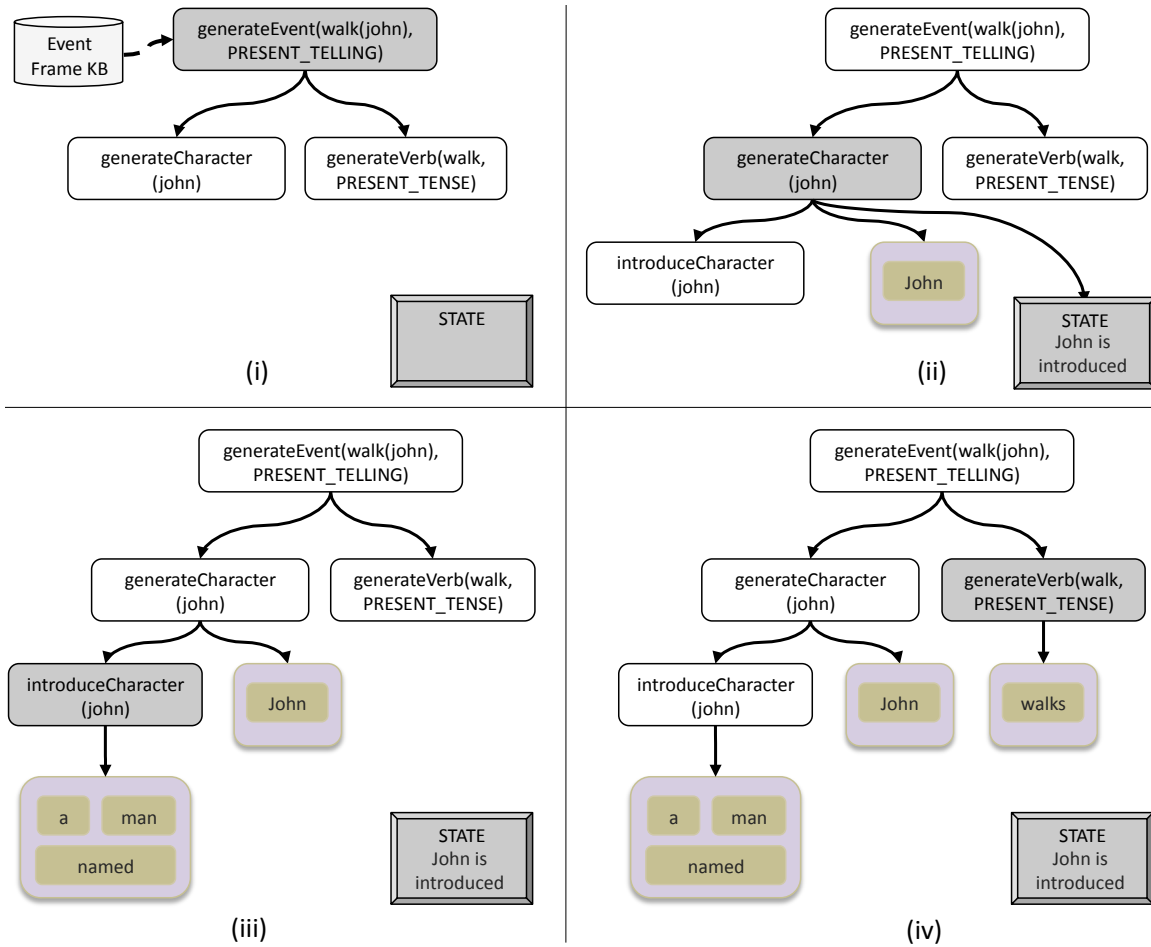 Event
Frame KB
generateEvent(walk(john),
PRESENT_TELLING)
generateCharacter
(john)
generateVerb(walk,
PRESENT_TENSE)
STATE
(i)
generateEvent(walk(john),
PRESENT_TELLING)
generateCharacter
(john)
generateVerb(walk,
PRESENT_TENSE)
introduceCharacter
(john)
John
STATE
John is
introduced
(ii)
generateEvent(walk(john),
PRESENT_TELLING)
generateCharacter
(john)
generateVerb(walk,
PRESENT_TENSE)
introduceCharacter
(john)
John
a man
named
STATE
John is
introduced
(iii)
generateEvent(walk(john),
PRESENT_TELLING)
generateCharacter
(john)
generateVerb(walk,
PRESENT_TENSE)
introduceCharacter
(john)
John
walks
a man
named
STATE
John is
introduced
(iv)